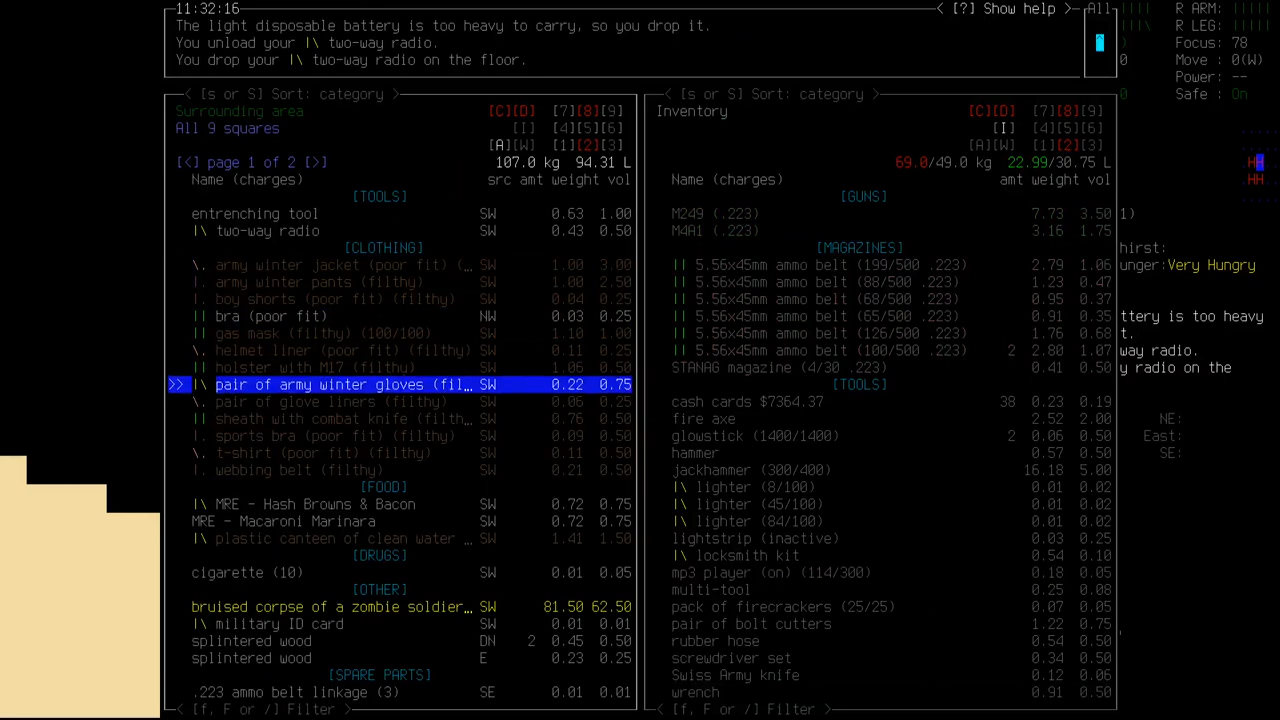 11:32:16 < [?] Show help > All R ARM:
The light disposable battery is too heavy to carry, so you drop it. R LEG:
You unload your |\ two-way radio. Focus: 78
You drop your |\ two-way radio on the floor. 0 Move : 0(W)
Power: --
0 Safe : On
< [s or S] Sort: category > < [s or S] Sort: category >
Surrounding area [C][D] [7][8][9] Inventory [C][D] [7][8][9]
All 9 squares [I] [4][5][6] [I] [4][5][6]
[A][W] [1][2][3] [A][W] [1][2][3]
[<] page 1 of 2 [>] 107.0 kg 94.31 L 69.0/49.0 kg 22.99/30.75 L HH
Name (charges) src amt weight vol Name (charges) amt weight vol HH
[TOOLS] [GUNS]
entrenching tool SW 0.63 1.00 M249 (.223) 7.73 3.50 1)
|\ two-way radio SW 0.43 0.50 M4A1 (.223) 3.16 1.75
[CLOTHING] [MAGAZINES] hirst:
\. army winter jacket (poor fit) (… SW 1.00 3.00 || 5.56x45mm ammo belt (199/500 .223) 2.79 1.06 unger:Very Hungry
|. army winter pants (filthy) SW 1.00 2.50 || 5.56x45mm ammo belt (88/500 .223) 1.23 0.47
|. boy shorts (poor fit) (filthy) SW 0.04 0.25 || 5.56x45mm ammo belt (68/500 .223) 0.95 0.37
|| bra (poor fit) NW 0.03 0.25 || 5.56x45mm ammo belt (65/500 .223) 0.91 0.35 ttery is too heavy
|| gas mask (filthy) (100/100) SW 1.10 1.00 || 5.56x45mm ammo belt (126/500 .223) 1.76 0.68 t.
\. helmet liner (poor fit) (filthy) SW 0.11 0.25 || 5.56x45mm ammo belt (100/500 .223) 2 2.80 1.07 way radio.
|| holster with M17 (filthy) SW 1.06 0.50 STANAG magazine (4/30 .223) 0.41 0.50 y radio on the
>> |\ pair of army winter gloves (fil… SW 0.22 0.75 [TOOLS]
\. pair of glove liners (filthy) SW 0.06 0.25 cash cards $7364.37 38 0.23 0.19
|| sheath with combat knife (filth… SW 0.76 0.50 fire axe 2.52 2.00 NE:
|. sports bra (poor fit) (filthy) SW 0.09 0.50 glowstick (1400/1400) 2 0.06 0.50 East:
\. t-shirt (poor fit) (filthy) SW 0.11 0.50 hammer 0.57 0.50 SE:
|. webbing belt (filthy) SW 0.21 0.50 jackhammer (300/400) 16.18 5.00
[FOOD] |\ lighter (8/100) 0.01 0.02
|\ MRE - Hash Browns & Bacon SW 0.72 0.75 |\ lighter (45/100) 0.01 0.02
MRE - Macaroni Marinara SW 0.72 0.75 |\ lighter (84/100) 0.01 0.02
|\ plastic canteen of clean water … SW 1.41 1.50 lightstrip (inactive) 0.03 0.25
[DRUGS] |\ locksmith kit 0.54 0.10
cigarette (10) SW 0.01 0.05 mp3 player (on) (114/300) 0.18 0.05
[OTHER] multi-tool 0.25 0.08
bruised corpse of a zombie soldier… SW 81.50 62.50 pack of firecrackers (25/25) 0.07 0.05
|\ military ID card SW 0.01 0.01 pair of bolt cutters 1.22 0.75
splintered wood DN 2 0.45 0.50 rubber hose 0.54 0.50
splintered wood E 0.23 0.25 screwdriver set 0.34 0.50
[SPARE PARTS] Swiss Army knife 0.12 0.06
.223 ammo belt linkage (3) SE 0.01 0.01 wrench 0.91 0.50
< [f, F or /] Filter > < [f, F or /] Filter >